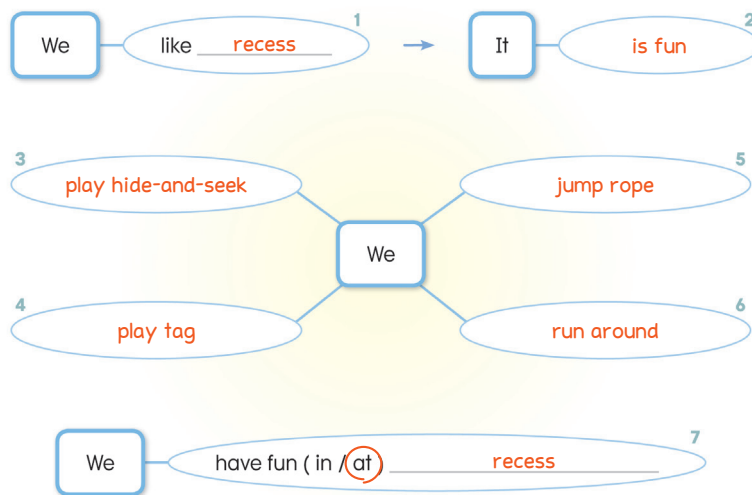 1
We like recess
2
It is fun
3
play hide-and-seek
5
jump rope
We
4
play tag
6
run around
7
We have fun ( in / at ) recess